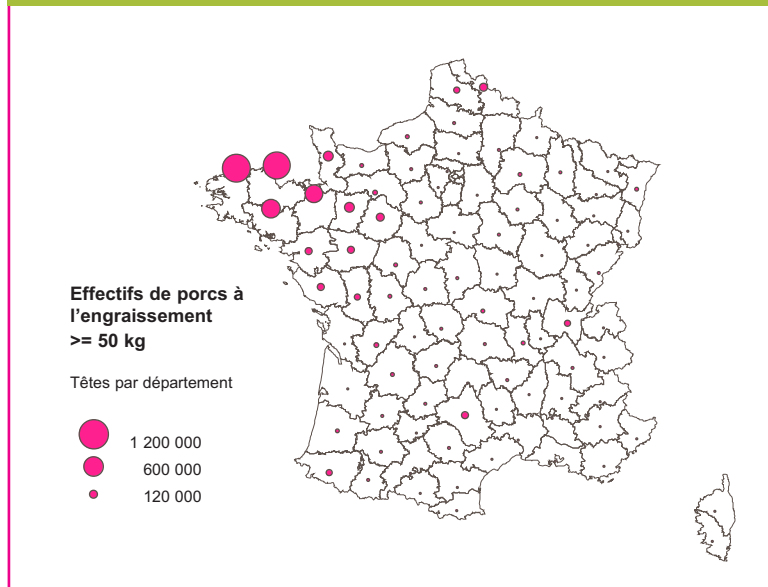 Effectifs de porcs à
l'engraissement
>= 50 kg
Têtes par département
1 200 000
600 000
120 000